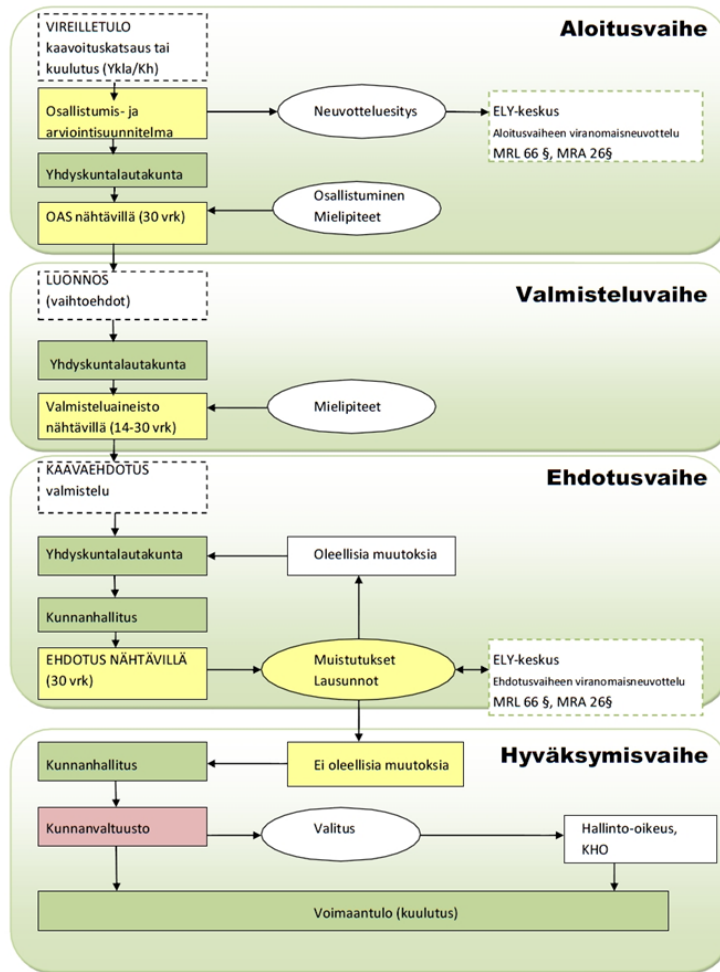 Aloitusvaihe
VIREILLETULO
kaavoituskatsaus tai
kuulutus (Ykla/Kh)
Osallistumis- ja
arviointisuunnitelma
Neuvotteluesitys
ELY-keskus
Aloitusvaiheen viranomaisneuvottelu
MRL 66 §, MRA 26§
Yhdyskuntalautakunta
OAS nähtävillä (30 vrk)
Osallistuminen
Mielipiteet
Valmisteluvaihe
LUONNOS
(vaihtoehdot)
Yhdyskuntalautakunta
Valmisteluaineisto
nähtävillä (14-30 vrk)
Mielipiteet
Ehdotusvaihe
KAAVAEHDOTUS
valmistelu
Yhdyskuntalautakunta
Oleellisia muutoksia
Kunnanhallitus
EHDOTUS NÄHTÄVILLÄ
(30 vrk)
Muistutukset
Lausunnot
ELY-keskus
Ehdotusvaiheen viranomaisneuvottelu
MRL 66 §, MRA 26§
Hyväksymisvaihe
Kunnanhallitus
Ei oleellisia muutoksia
Kunnanvaltuusto
Valitus
Hallinto-oikeus,
KHO
Voimaantulo (kuulutus)